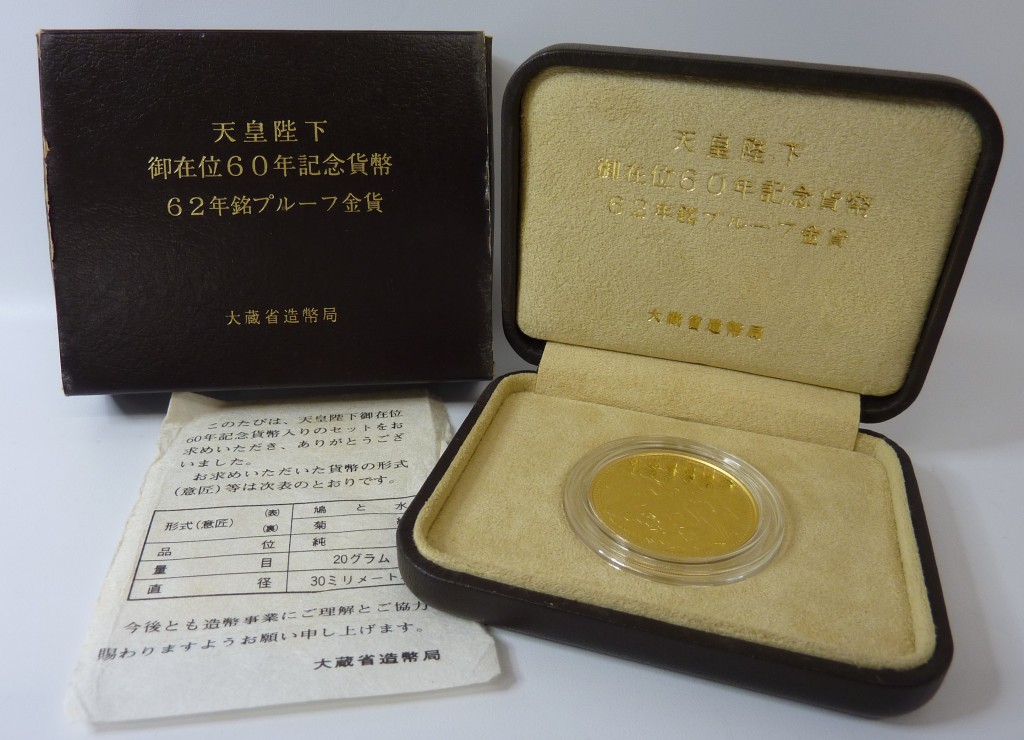 天皇陛下
御在位60年記念貨幣
62年銘プルーフ金貨
大蔵省造幣局
天皇陛下
御在位60年記念貨幣
62年銘プルーフ金貨
大蔵省造幣局
このたびは、天皇陛下御在位
60年記念貨幣入りのセットをお
求めいただき、ありがとうござ
いました。
お求めいただいた貨幣の形式
(意匠)等は次表のとおりです。
形式(意匠) (表) 鳩と水
(裏) 菊
品位 純
量目 20グラム
直径 30ミリメート
今後とも造幣事業にご理解とご協力
賜わりますようお願い申し上げます。
大蔵省造幣局